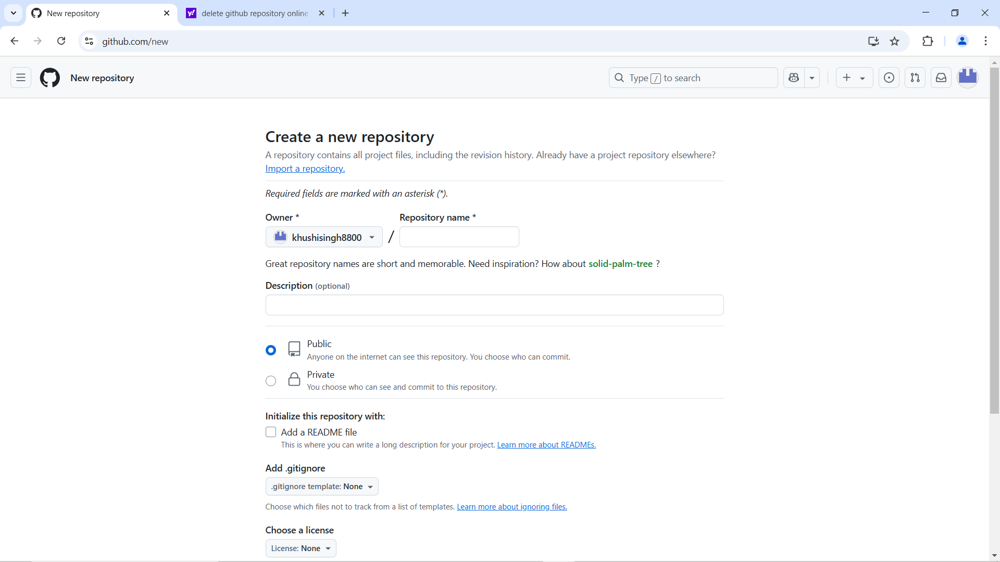 New repository
delete github repository online
github.com/new
New repository
Type / to search
Create a new repository
A repository contains all project files, including the revision history. Already have a project repository elsewhere?
Import a repository.
Required fields are marked with an asterisk (*).
Owner * Repository name *
khushisingh8800 /
Great repository names are short and memorable. Need inspiration? How about solid-palm-tree ?
Description (optional)
Public
Anyone on the internet can see this repository. You choose who can commit.
Private
You choose who can see and commit to this repository.
Initialize this repository with:
Add a README file
This is where you can write a long description for your project. Learn more about READMEs.
Add .gitignore
.gitignore template: None
Choose which files not to track from a list of templates. Learn more about ignoring files.
Choose a license
License: None